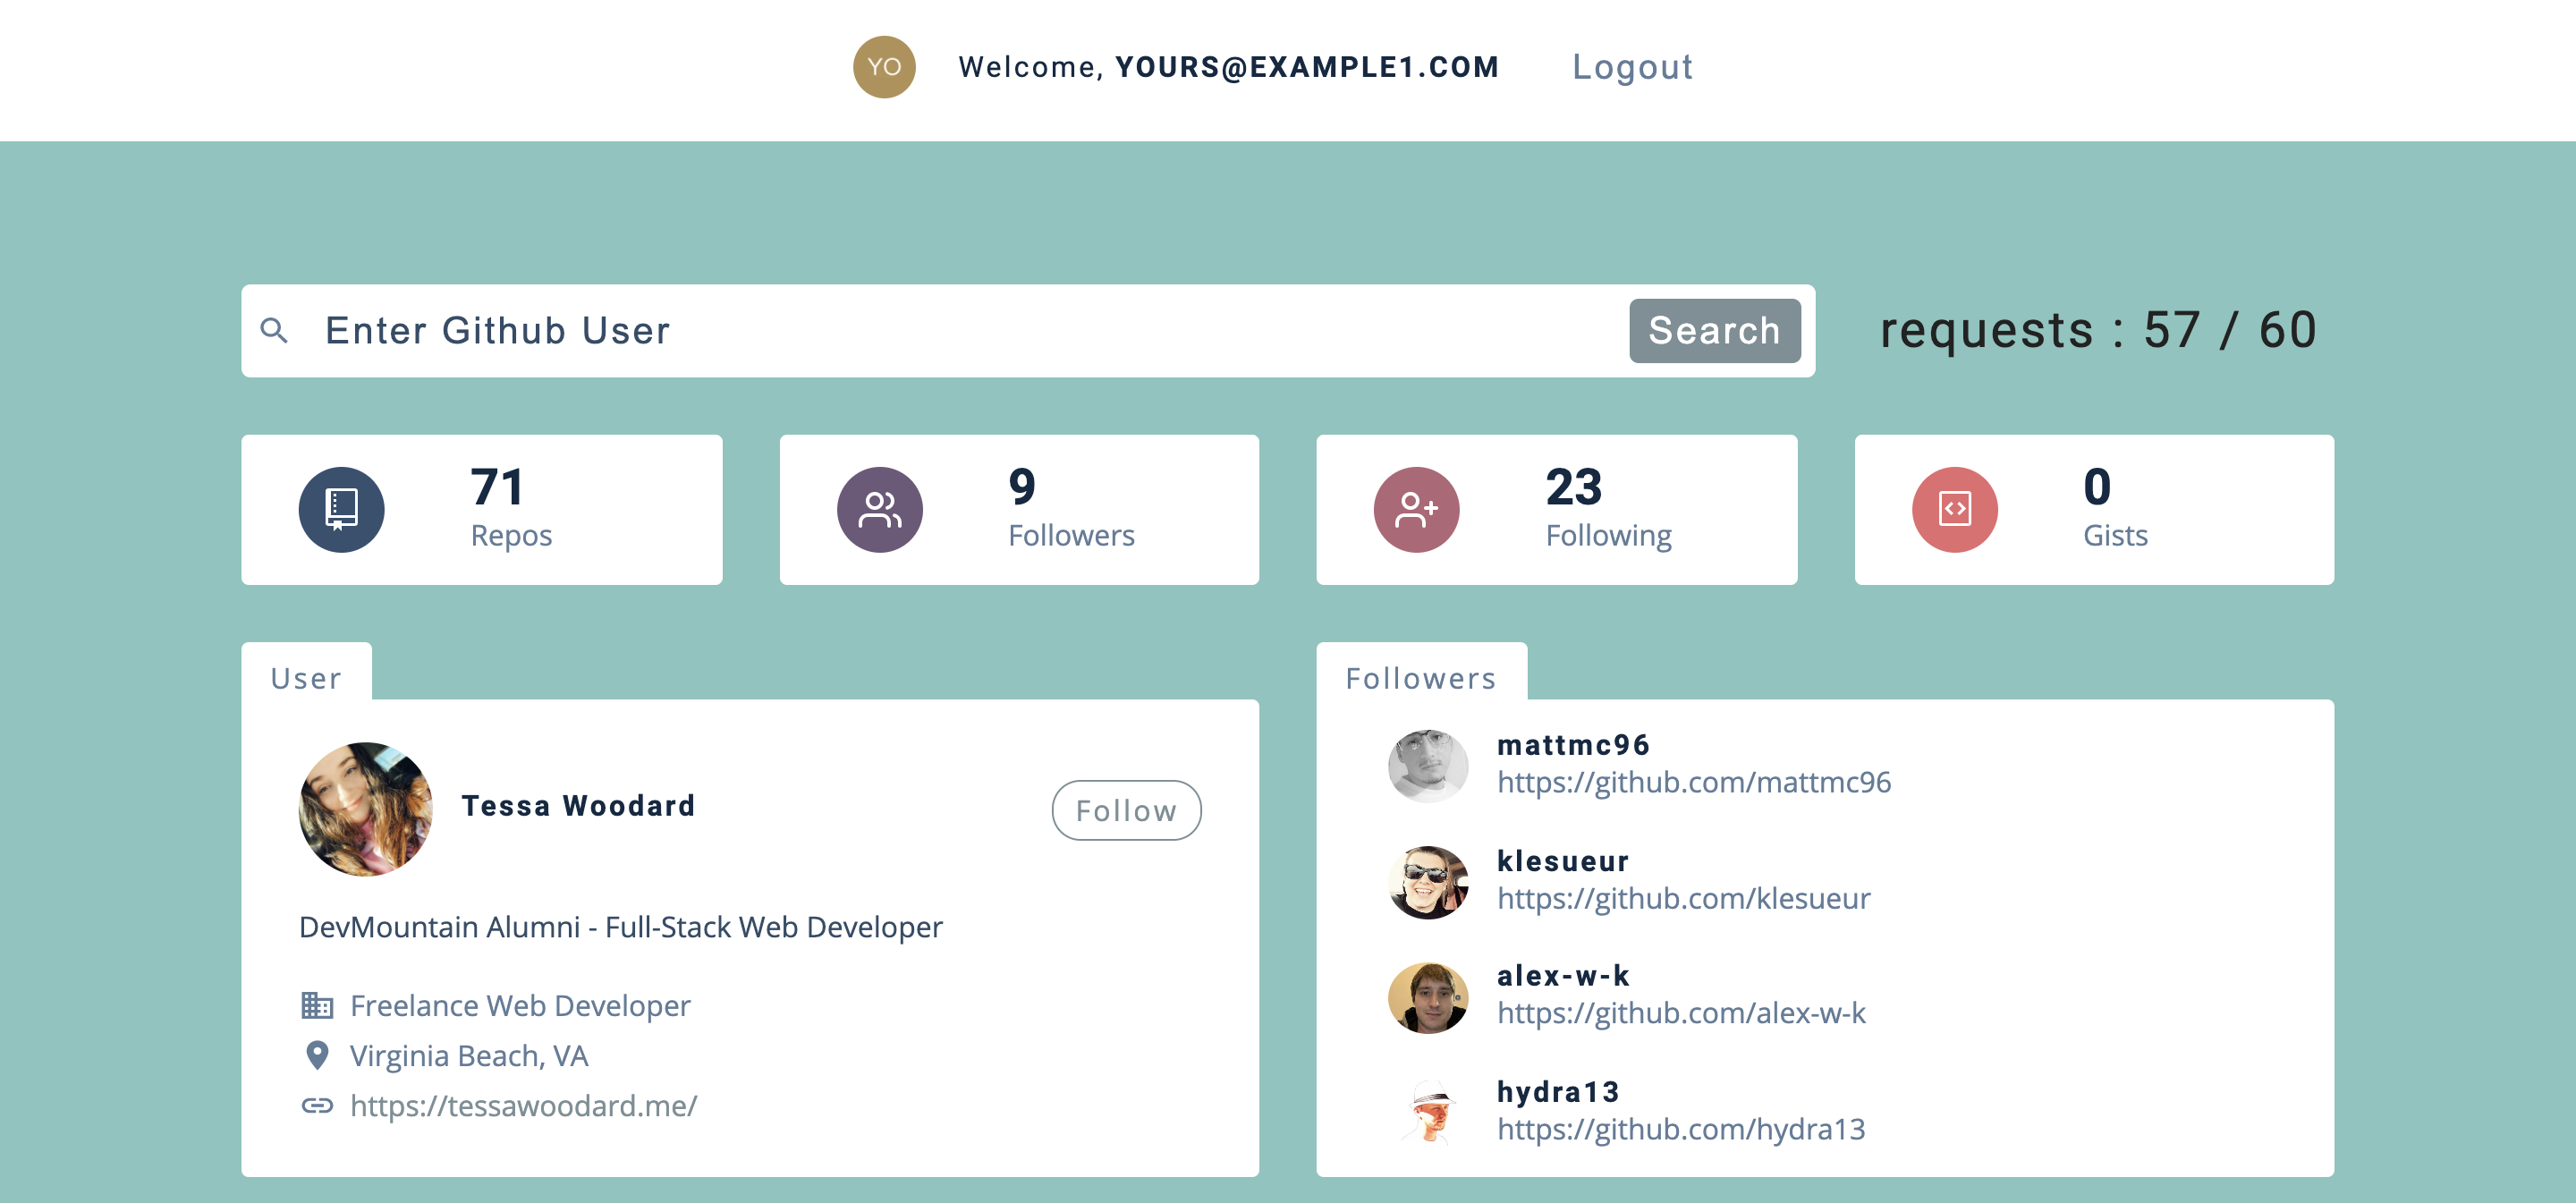 YO Welcome, YOURS@EXAMPLE1.COM Logout
Enter Github User Search requests : 57 / 60
71
Repos
9
Followers
23
Following
0
Gists
User
Tessa Woodard
Follow
DevMountain Alumni - Full-Stack Web Developer
Freelance Web Developer
Virginia Beach, VA
https://tessawoodard.me/
Followers
mattmc96
https://github.com/mattmc96
klesueur
https://github.com/klesueur
alex-w-k
https://github.com/alex-w-k
hydra13
https://github.com/hydra13